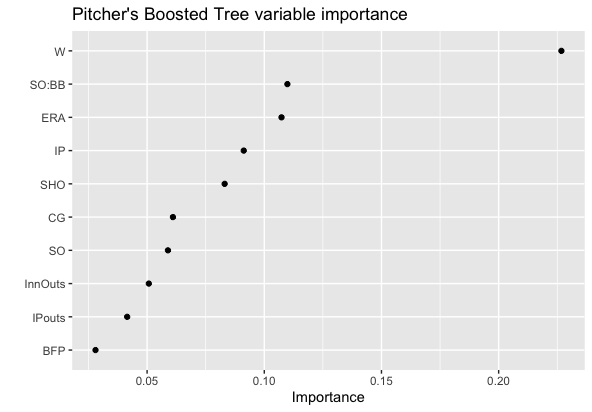 Pitcher's Boosted Tree variable importance
W
SO:BB
ERA
IP
SHO
CG
SO
InnOuts
IPouts
BFP
0.05 0.10 0.15 0.20
Importance